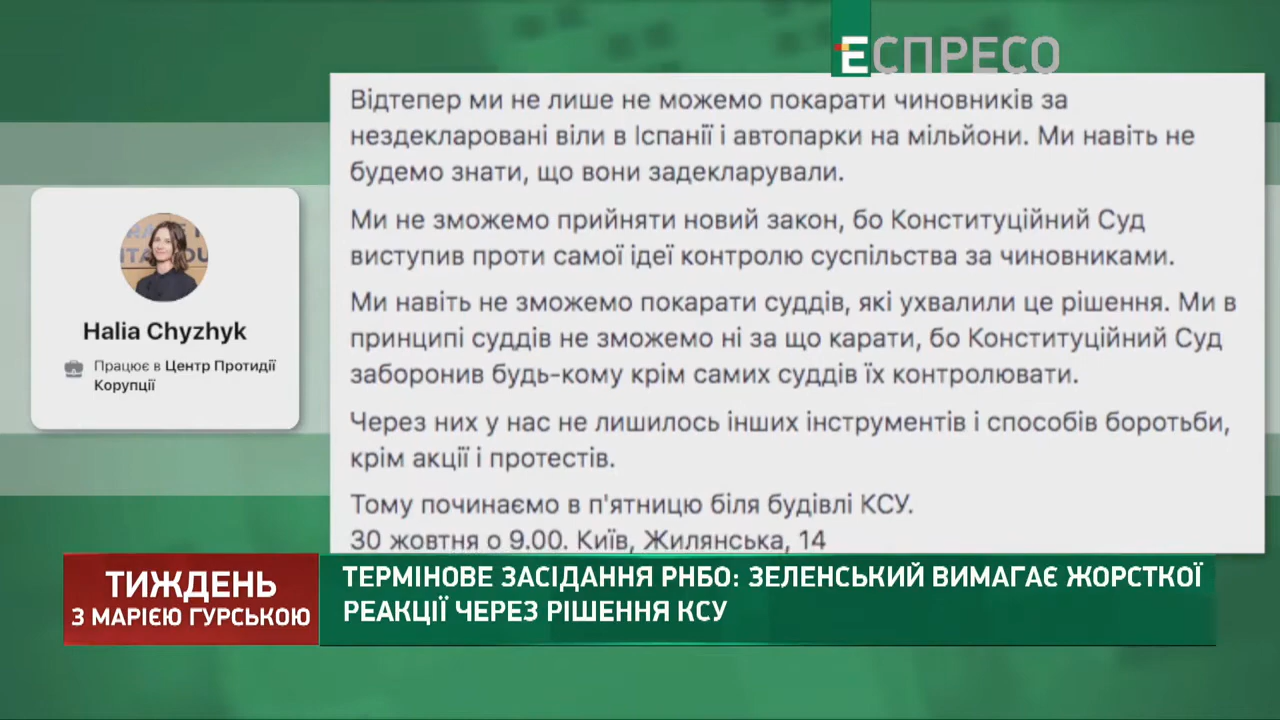 ЕСПРЕСО
Відтепер ми не лише не можемо покарати чиновників за
нездекларовані віли в Іспанії і автопарки на мільйони. Ми навіть не
будемо знати, що вони задекларували.
Ми не зможемо прийняти новий закон, бо Конституційний Суд
виступив проти самої ідеї контролю суспільства за чиновниками.
Ми навіть не зможемо покарати суддів, які ухвалили це рішення. Ми в
принципі суддів не зможемо ні за що карати, бо Конституційний Суд
заборонив будь-кому крім самих суддів їх контролювати.
Через них у нас не лишилось інших інструментів і способів боротьби,
крім акції і протестів.
Тому починаємо в п'ятницю біля будівлі КСУ.
30 жовтня о 9.00. Київ, Жилянська, 14
Halia Chyzhyk
Працює в Центр Протидії
Корупції
ТИЖДЕНЬ
З МАРІЄЮ ГУРСЬКОЮ
ТЕРМІНОВЕ ЗАСІДАННЯ РНБО: ЗЕЛЕНСЬКИЙ ВИМАГАЄ ЖОРСТКОЇ
РЕАКЦІЇ ЧЕРЕЗ РІШЕННЯ КСУ